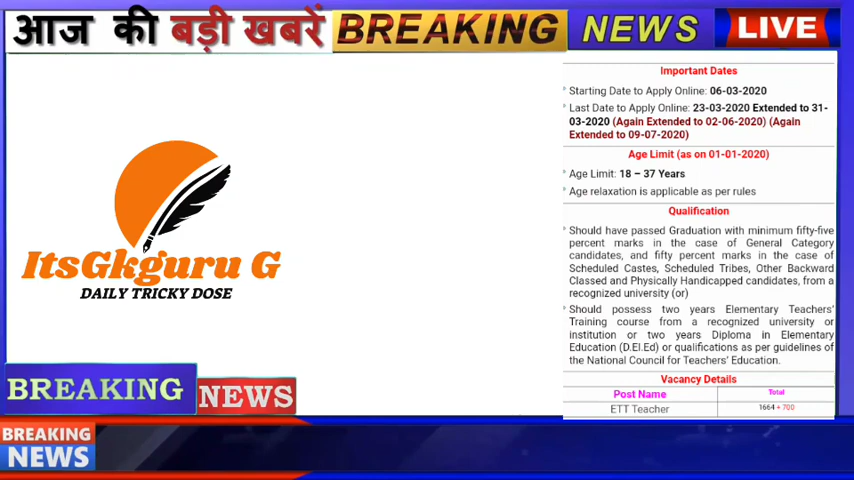 आज की बड़ी खबरें BREAKING NEWS LIVE
Important Dates
Starting Date to Apply Online: 06-03-2020
Last Date to Apply Online: 23-03-2020 Extended to 31-
03-2020 (Again Extended to 02-06-2020) (Again
Extended to 09-07-2020)
Age Limit (as on 01-01-2020)
Age Limit: 18 – 37 Years
Age relaxation is applicable as per rules
Qualification
Should have passed Graduation with minimum fifty-five
percent marks in the case of General Category
candidates, and fifty percent marks in the case of
Scheduled Castes, Scheduled Tribes, Other Backward
Classed and Physically Handicapped candidates, from a
recognized university (or)
Should possess two years Elementary Teachers'
Training course from a recognized university or
institution or two years Diploma in Elementary
Education (D.El.Ed) or qualifications as per guidelines of
the National Council for Teachers' Education.
Vacancy Details
Post Name Total
ETT Teacher 1664 + 700
ItsGkguru G
DAILY TRICKY DOSE
BREAKING NEWS
BREAKING
NEWS